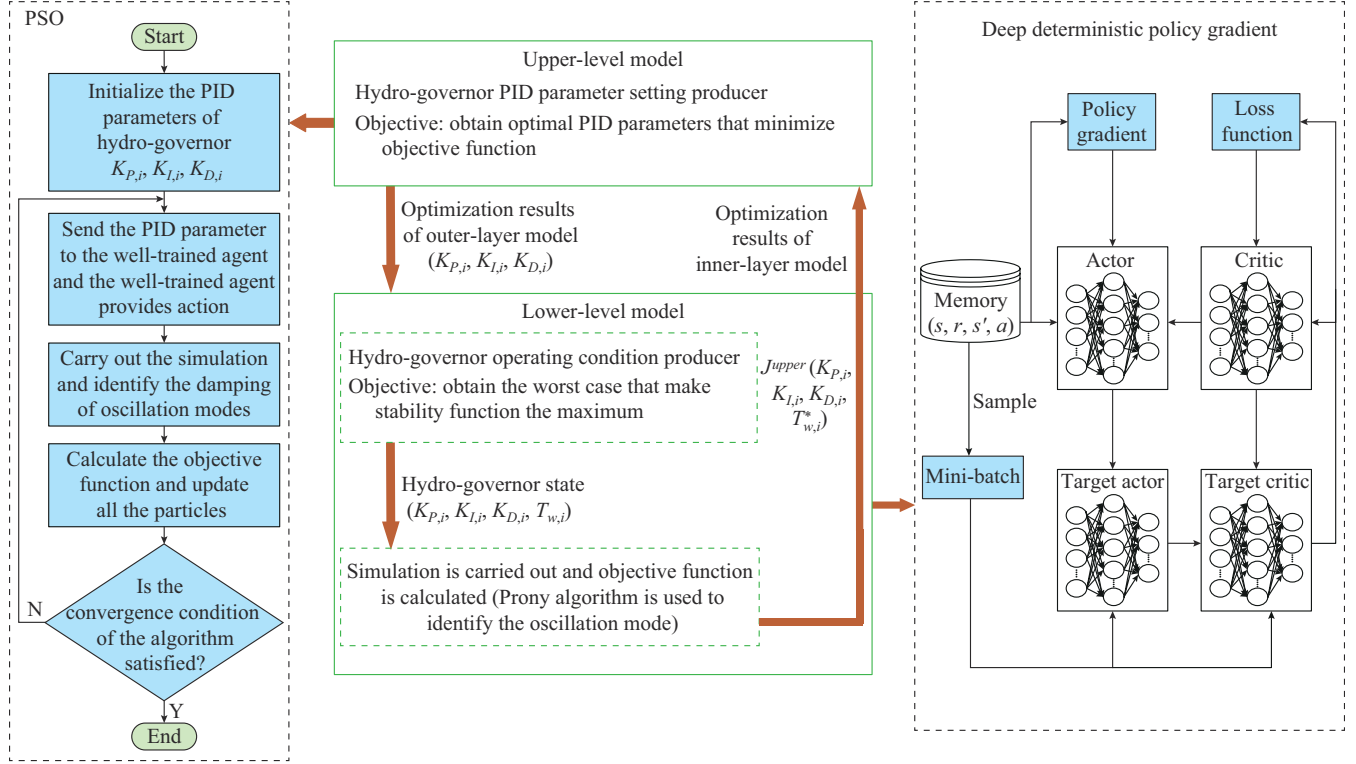 PSO
Start
Initialize the PID
parameters of
hydro-governor
K_{P,i}, K_{I,i}, K_{D,i}
Send the PID parameter
to the well-trained agent
and the well-trained agent
provides action
Carry out the simulation
and identify the damping
of oscillation modes
Calculate the objective
function and update
all the particles
Is the
convergence condition
of the algorithm
satisfied?
N
Y
End
Upper-level model
Hydro-governor PID parameter setting producer
Objective: obtain optimal PID parameters that minimize
objective function
Optimization results
of outer-layer model
(K_{P,i}, K_{I,i}, K_{D,i})
Optimization
results of
inner-layer model
Lower-level model
Hydro-governor operating condition producer
Objective: obtain the worst case that make
stability function the maximum
J^{upper} (K_{P,i},
K_{I,i}, K_{D,i},
T^*_{w,i})
Hydro-governor state
(K_{P,i}, K_{I,i}, K_{D,i}, T_{w,i})
Simulation is carried out and objective function
is calculated (Prony algorithm is used to
identify the oscillation mode)
Deep deterministic policy gradient
Policy
gradient
Loss
function
Actor
Critic
Memory
(s, r, s′, a)
Sample
Mini-batch
Target actor
Target critic